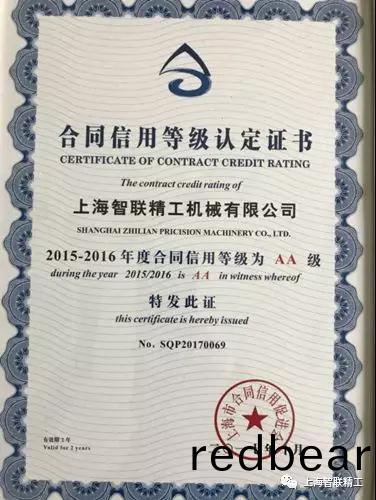 合同信用等级认定证书
CERTIFICATE OF CONTRACT CREDIT RATING
The contract credit rating of
上海智联精工机械有限公司
SHANGHAI ZHILIAN PRICISION MACHINERY CO., LTD.
2015-2016 年度合同信用等级为 AA 级
during the year 2015/2016 is AA in witness whereof
特发此证
this certificate is hereby issued
No. SQP20170069
上海市合同信用促进会
有效期2年
Valid for 2 years
redbear
上海智联精工